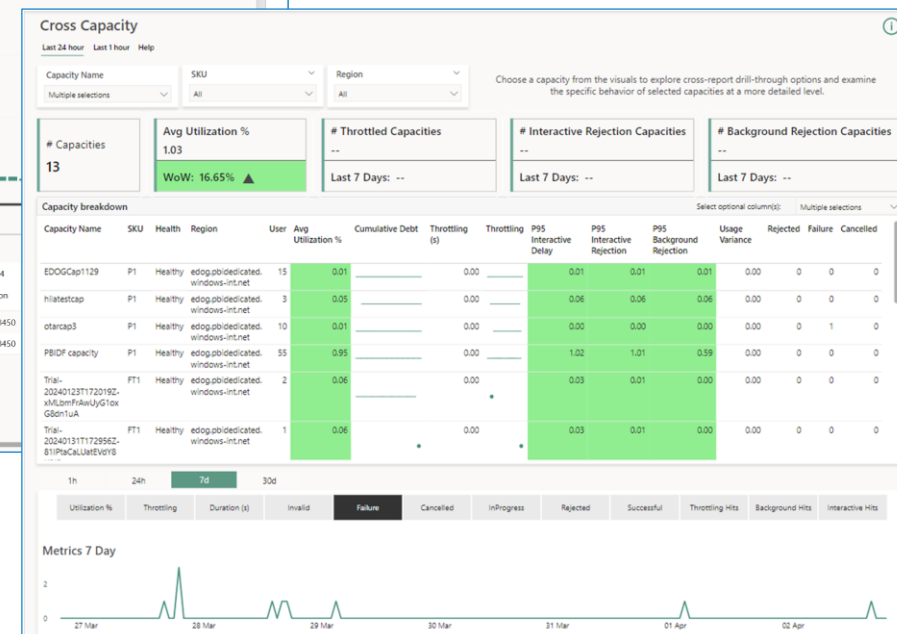 Cross Capacity
Last 24 hour Last 1 hour Help
Capacity Name
Multiple selections
SKU
All
Region
All
Choose a capacity from the visuals to explore cross-report drill-through options and examine
the specific behavior of selected capacities at a more detailed level.
# Capacities
13
Avg Utilization %
1.03
WoW: 16.65% ▲
# Throttled Capacities
--
Last 7 Days: --
# Interactive Rejection Capacities
--
Last 7 Days: --
# Background Rejection Capacities
--
Last 7 Days: --
Capacity breakdown
Select optional column(s): Multiple selections
Capacity Name SKU Health Region User Avg Utilization % Cumulative Debt Throttling (s) Throttling P95 Interactive Delay P95 Interactive Rejection P95 Background Rejection Usage Variance Rejected Failure Cancelled
EDOGCap1129 P1 Healthy edog.pbidedicated. 15 0.01 0.00 0.01 0.01 0.01 0.00 0 0 0
windows-int.net
hilatestcap P1 Healthy edog.pbidedicated. 3 0.05 0.00 0.06 0.06 0.06 0.00 0 0 0
windows-int.net
otarcap3 P1 Healthy edog.pbidedicated. 10 0.01 0.00 0.00 0.00 0.00 0.00 0 1 0
windows-int.net
PBIDF capacity P1 Healthy edog.pbidedicated. 55 0.95 0.00 1.02 1.01 0.59 0.00 0 0 0
windows-int.net
Trial- FT1 Healthy edog.pbidedicated. 2 0.06 0.00 0.03 0.01 0.00 0.00 0 0 0
20240123T172019Z- windows-int.net
xMLbmFrAwUyG1ox
G8dn1uA
Trial- FT1 Healthy edog.pbidedicated. 1 0.06 0.00 0.03 0.01 0.00 0.00 0 0 0
20240131T172956Z- windows-int.net
81IPtaCaLUatEVdY8
1h 24h 7d 30d
Utilization % Throttling Duration (s) Invalid Failure Cancelled InProgress Rejected Successful Throttling Hits Background Hits Interactive Hits
Metrics 7 Day
2
0
27 Mar 28 Mar 29 Mar 30 Mar 31 Mar 01 Apr 02 Apr